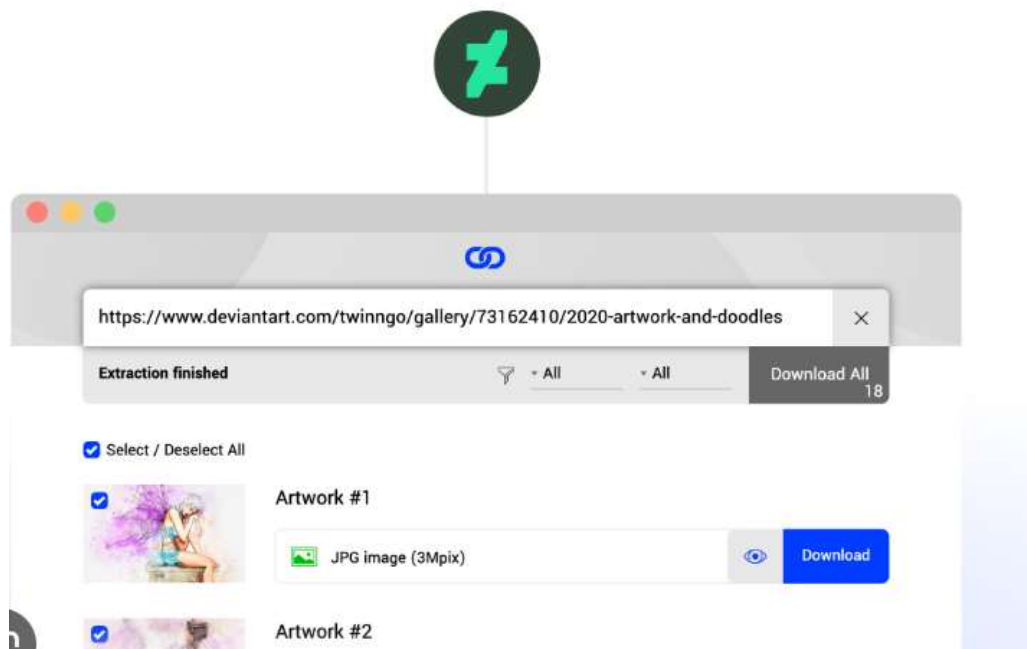 https://www.deviantart.com/twinngo/gallery/73162410/2020-artwork-and-doodles
Extraction finished
All
All
Download All
18
Select / Deselect All
Artwork #1
JPG image (3Mpix)
Download
Artwork #2